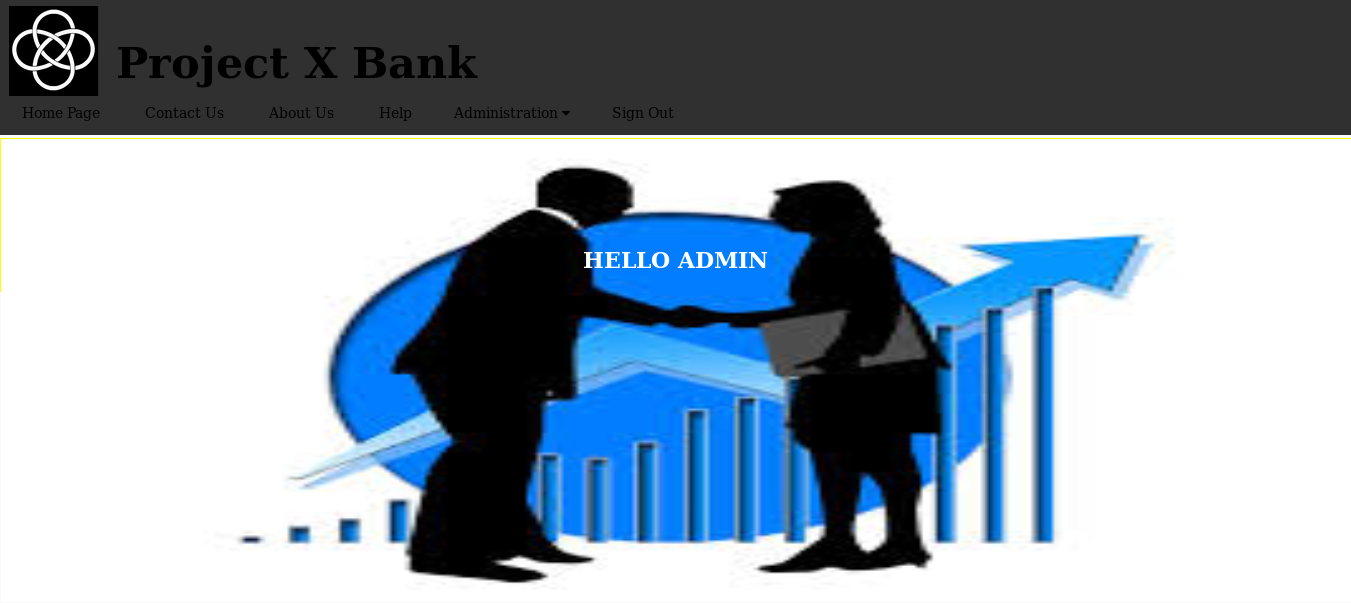 Project X Bank
Home Page Contact Us About Us Help Administration Sign Out
HELLO ADMIN